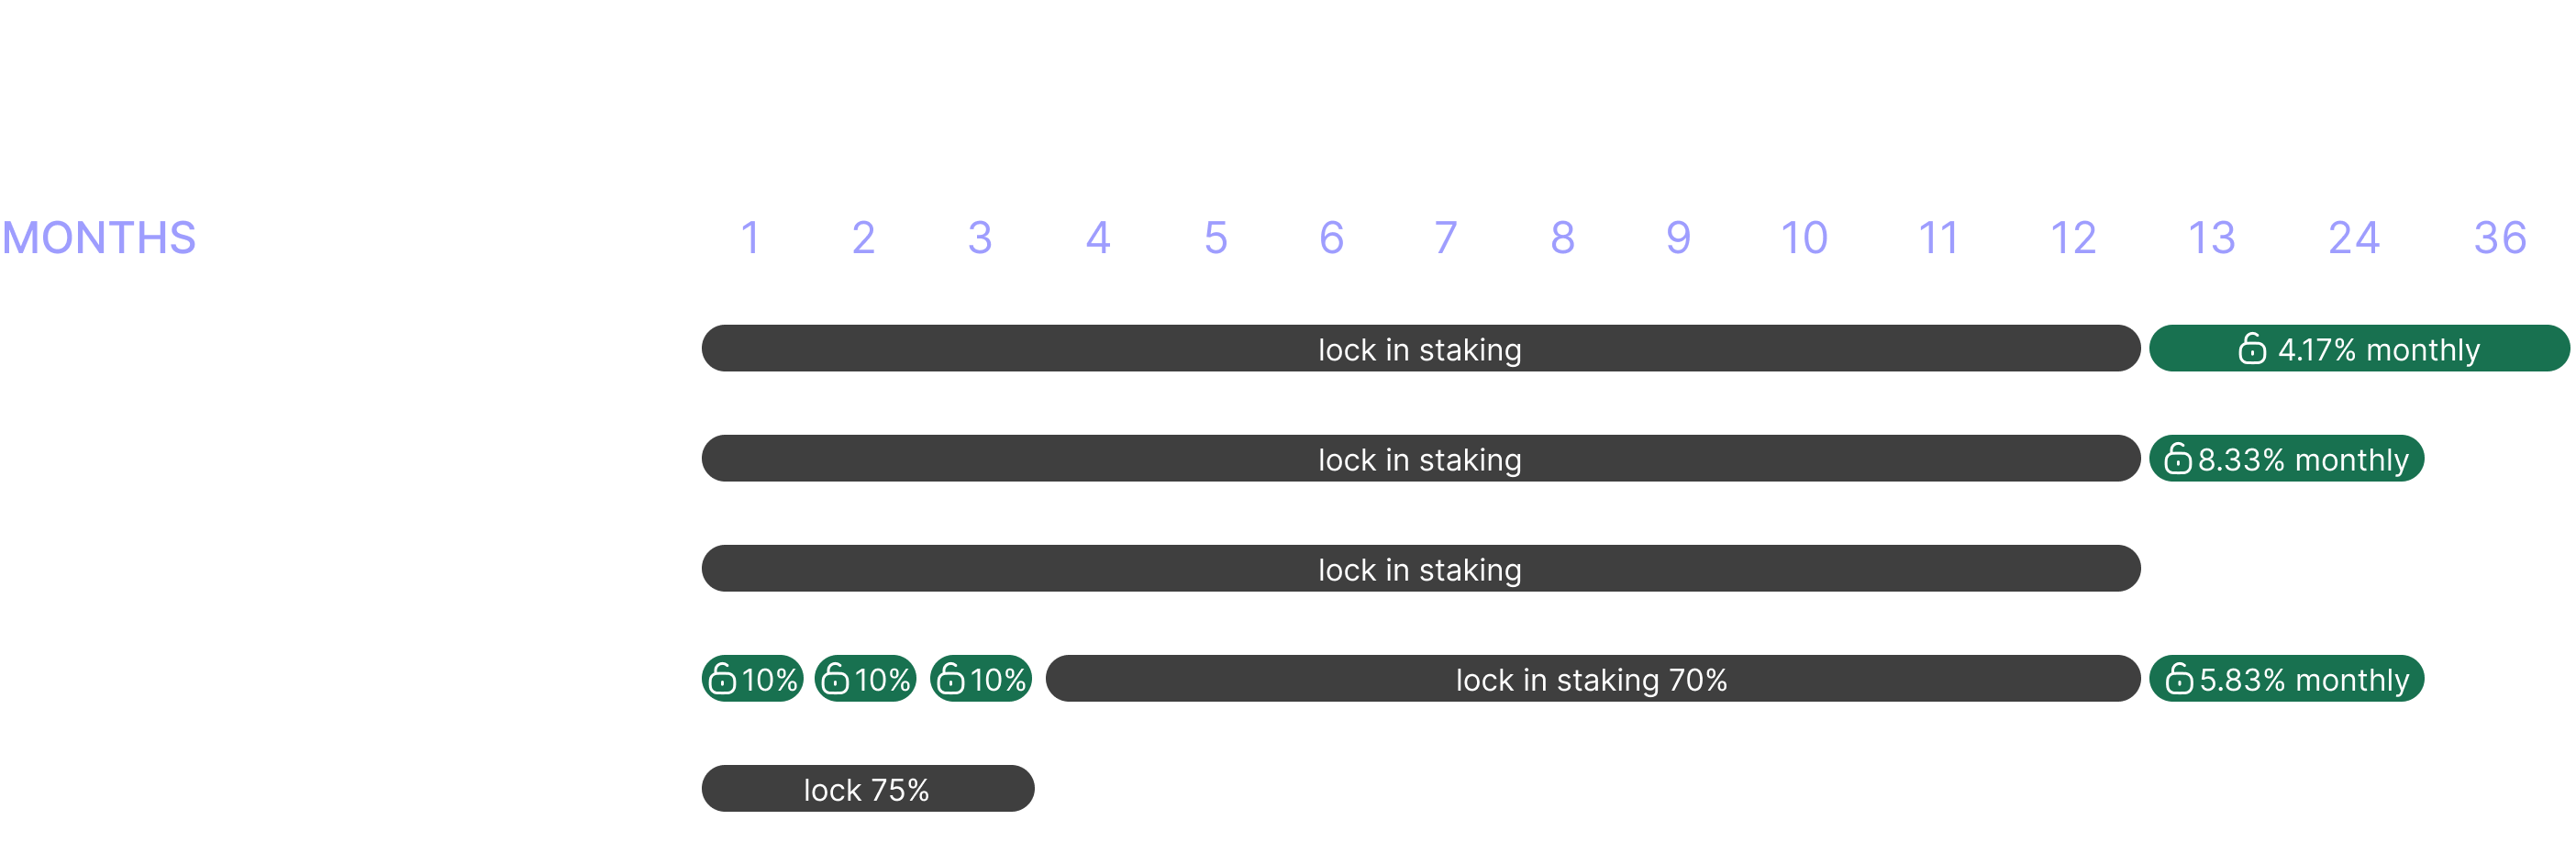 MONTHS 1 2 3 4 5 6 7 8 9 10 11 12 13 24 36
lock in staking 4.17% monthly
lock in staking 8.33% monthly
lock in staking
10% 10% 10% lock in staking 70% 5.83% monthly
lock 75%